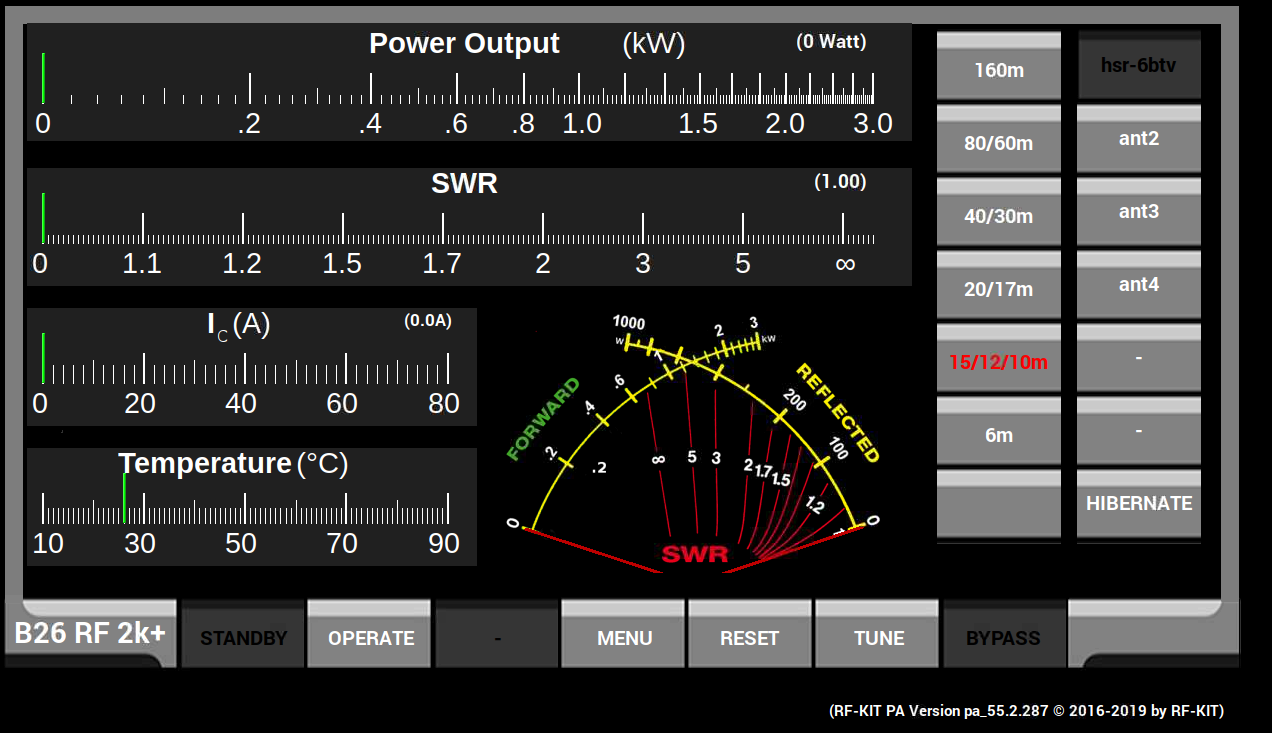 Power Output (kW) (0 Watt)
0 .2 .4 .6 .8 1.0 1.5 2.0 3.0
SWR (1.00)
0 1.1 1.2 1.5 1.7 2 3 5 ∞
IC (A) (0.0A)
0 20 40 60 80
Temperature (°C)
10 30 50 70 90
1000 2 3
W 1 kW
FORWARD REFLECTED
.6 200
.4 100
.2 .2 ∞ 5 3 2 1.7 1.5
1.2
0 1 0
SWR
160m hsr-6btv
80/60m ant2
40/30m ant3
20/17m ant4
15/12/10m -
6m -
HIBERNATE
B26 RF 2k+ STANDBY OPERATE - MENU RESET TUNE BYPASS
(RF-KIT PA Version pa_55.2.287 © 2016-2019 by RF-KIT)